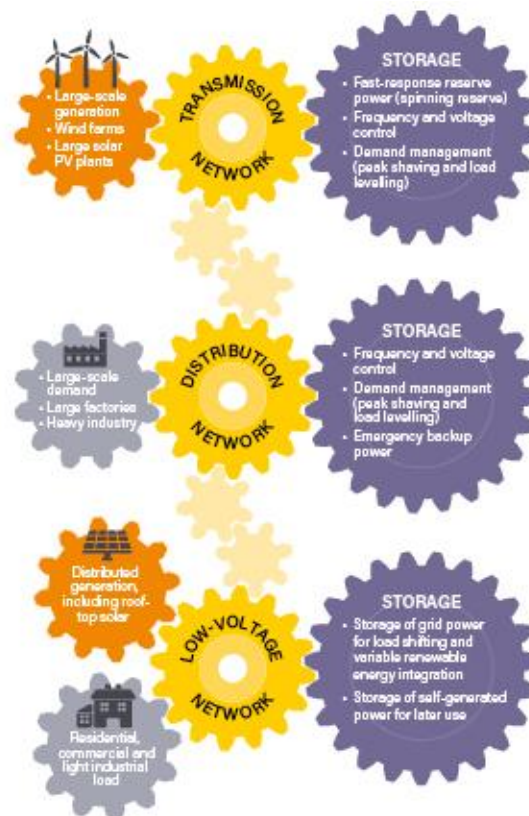 • Large-scale
generation
• Wind farms
• Large solar
PV plants
TRANSMISSION
NETWORK
STORAGE
• Fast-response reserve
power (spinning reserve)
• Frequency and voltage
control
• Demand management
(peak shaving and load
levelling)
• Large-scale
demand
• Large factories
• Heavy industry
DISTRIBUTION
NETWORK
STORAGE
• Frequency and voltage
control
• Demand management
(peak shaving and
load levelling)
• Emergency backup
power
Distributed
generation,
including roof-
top solar
Residential,
commercial and
light industrial
load
LOW-VOLTAGE
NETWORK
STORAGE
• Storage of grid power
for load shifting and
variable renewable
energy integration
• Storage of self-generated
power for later use